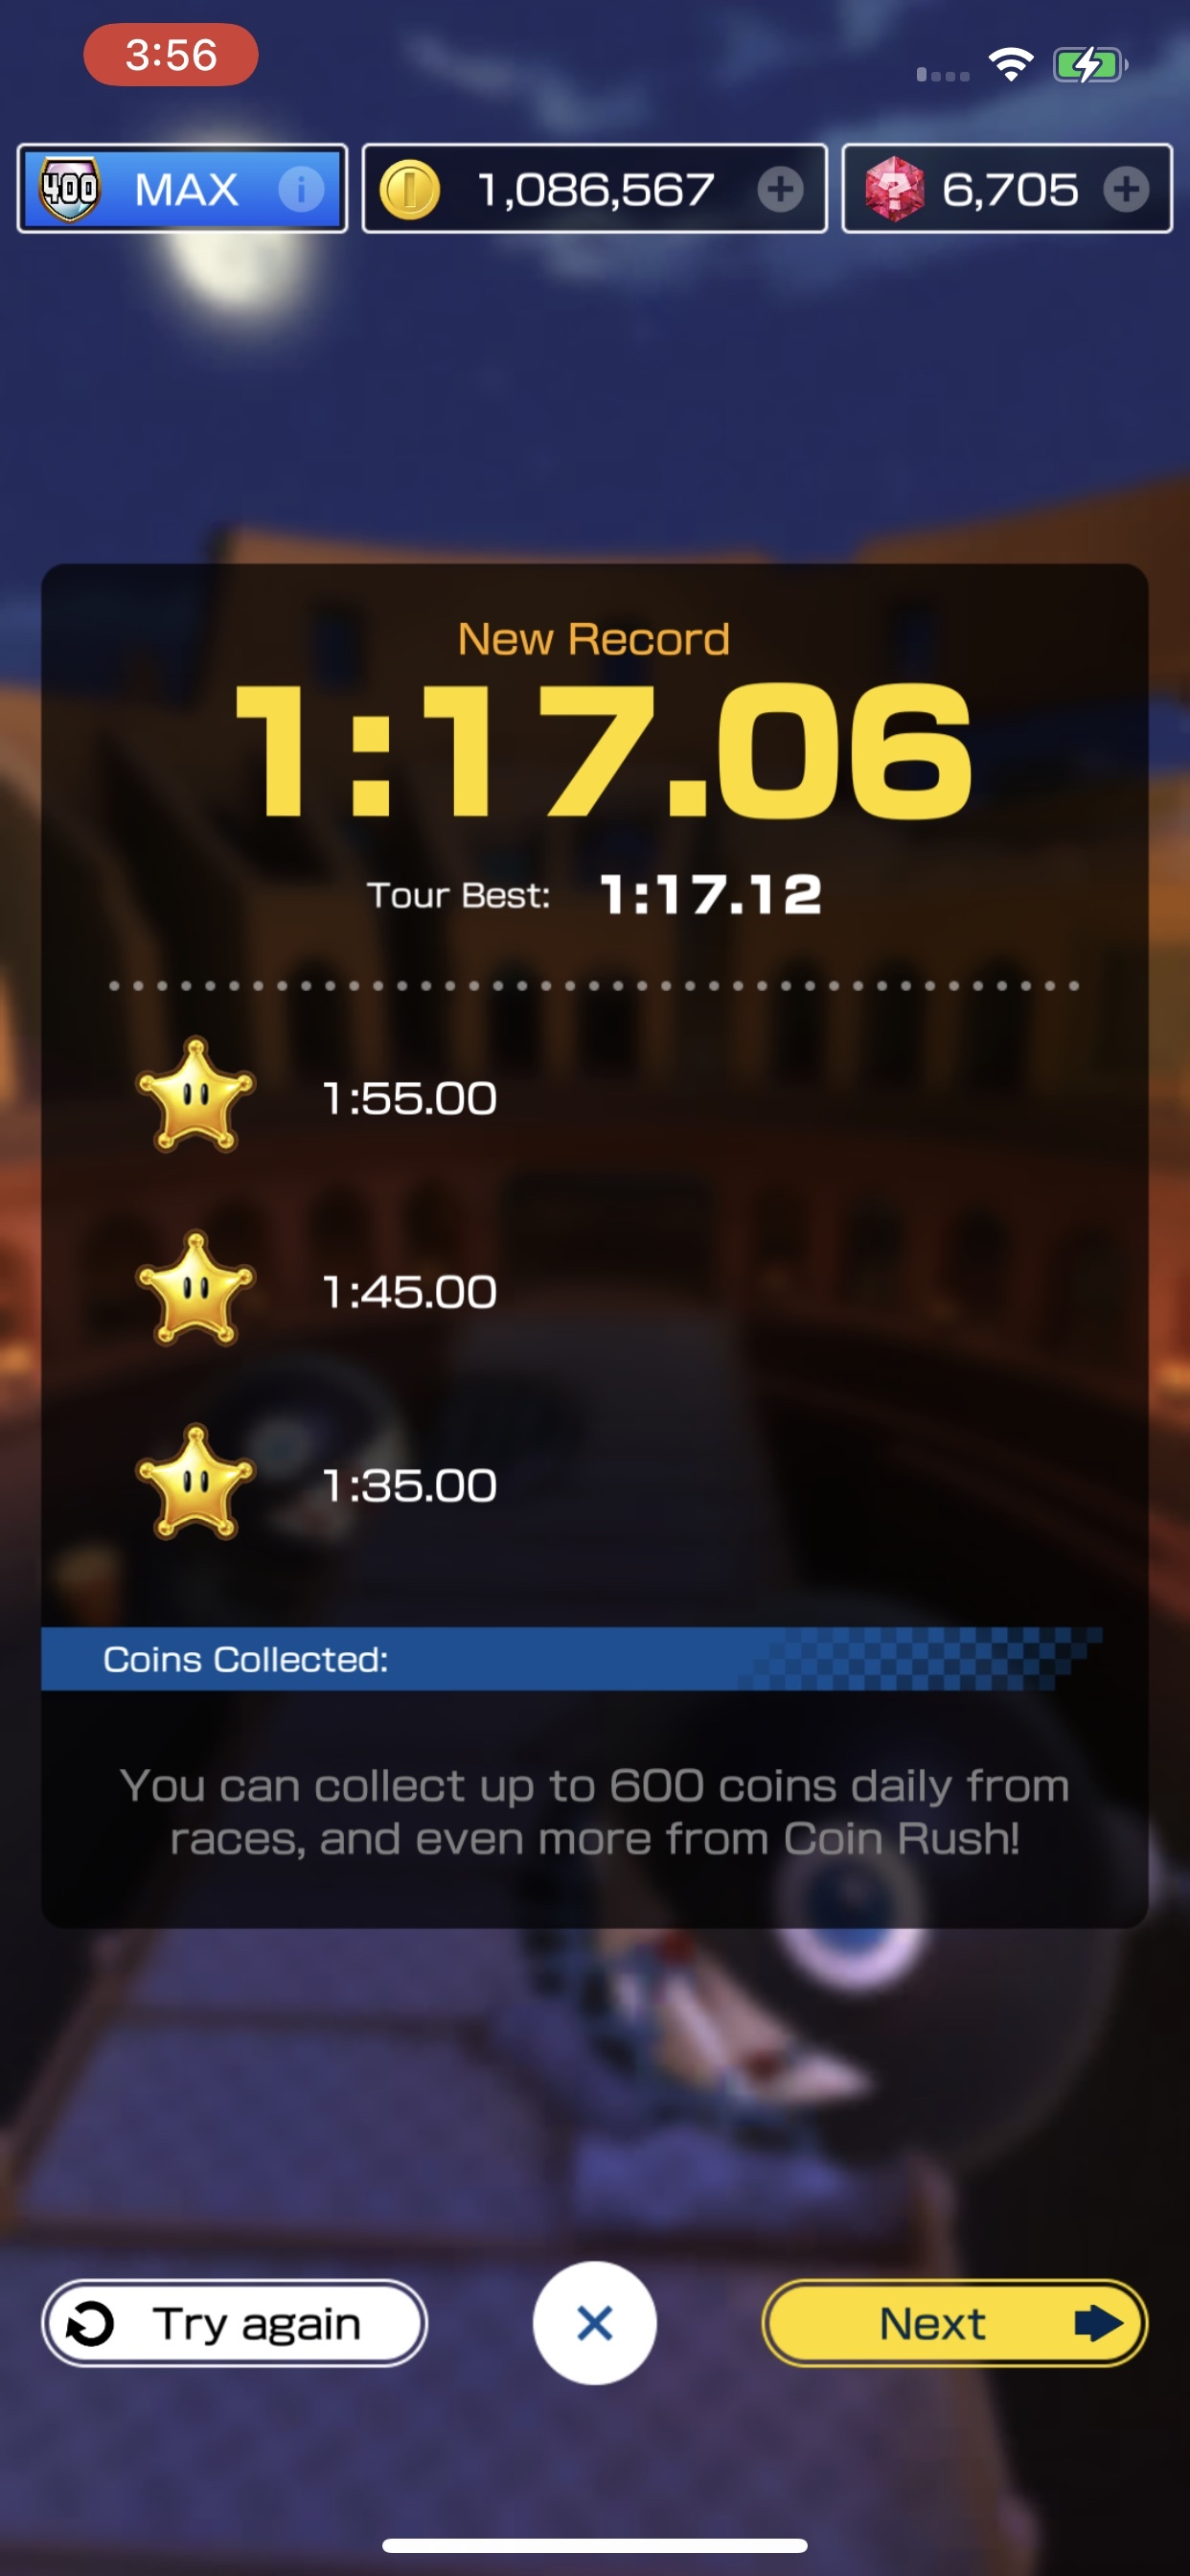 3:56
400 MAX i 1,086,567 + ? 6,705 +
New Record
1:17.06
Tour Best: 1:17.12
1:55.00
1:45.00
1:35.00
Coins Collected:
You can collect up to 600 coins daily from
races, and even more from Coin Rush!
Try again × Next